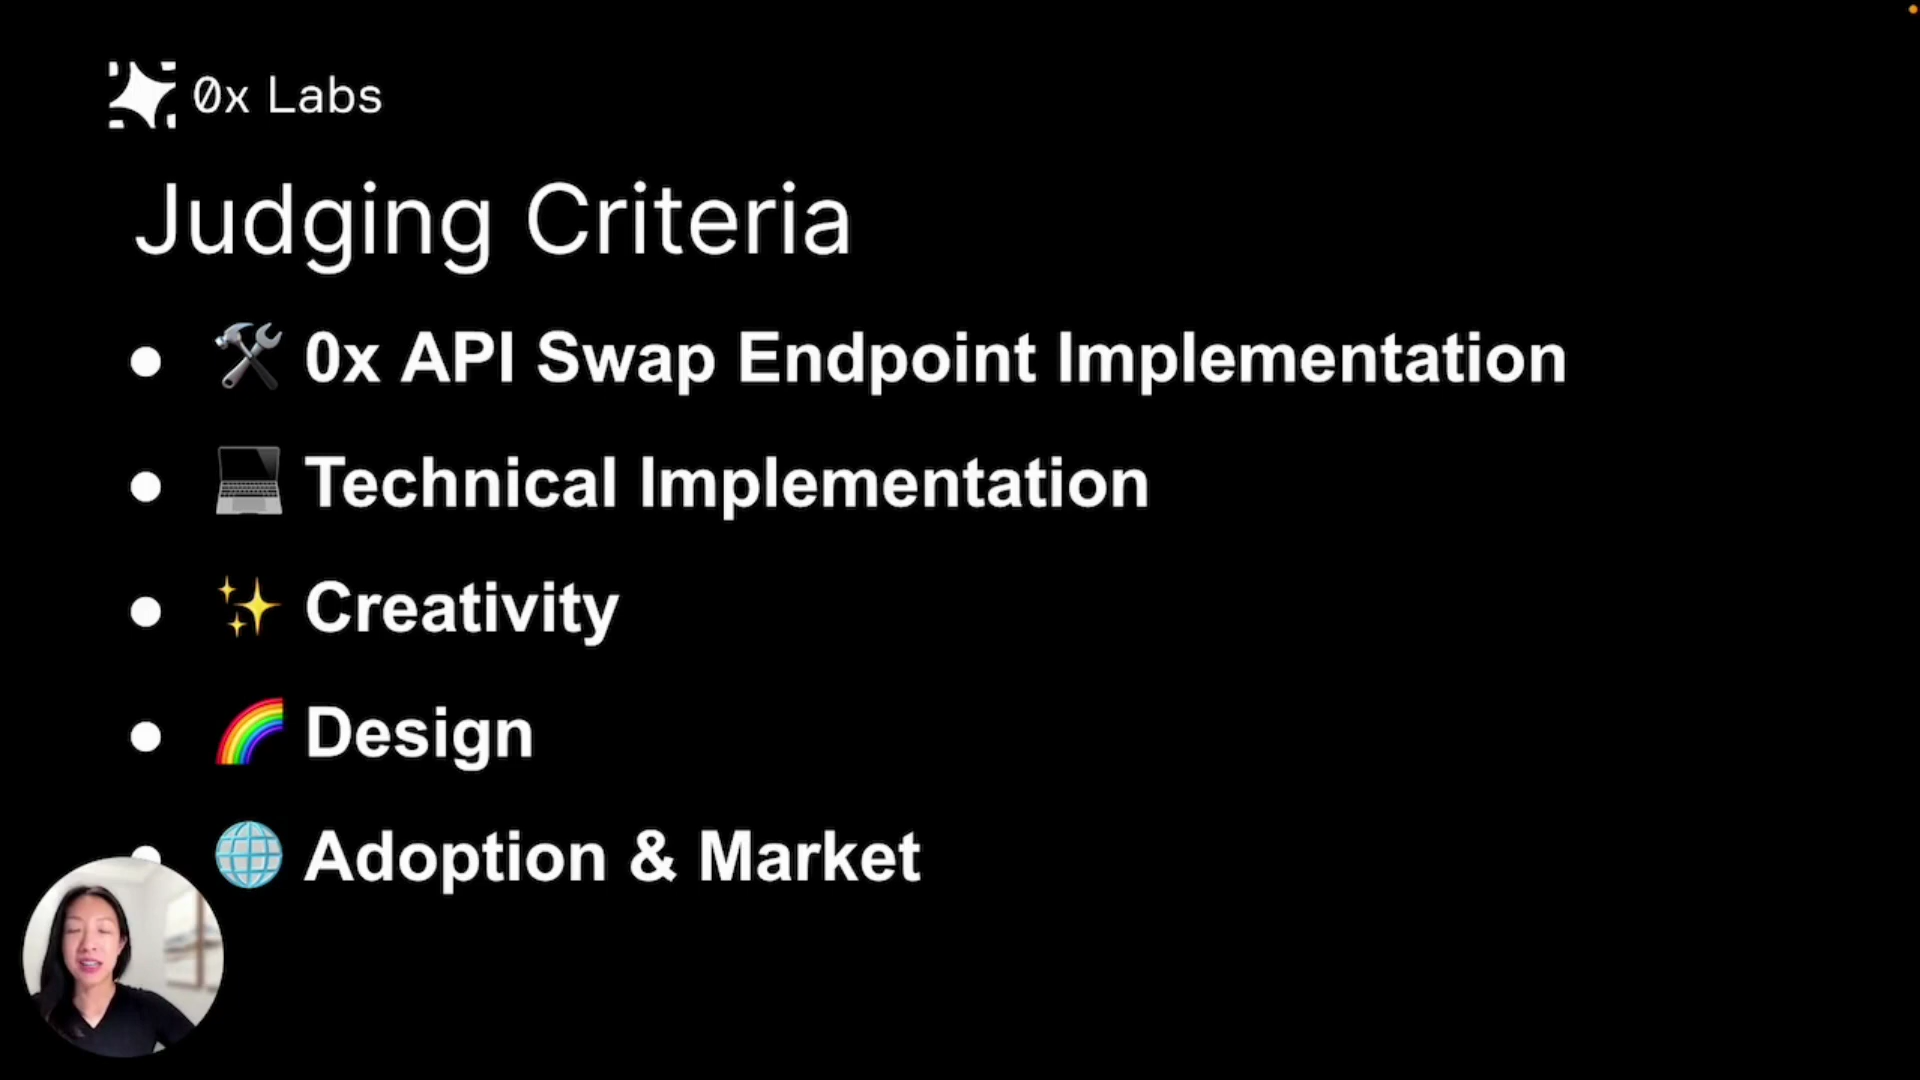 0x Labs
Judging Criteria
● 🛠 0x API Swap Endpoint Implementation
● 💻 Technical Implementation
● ✨ Creativity
● 🌈 Design
● 🌐 Adoption & Market